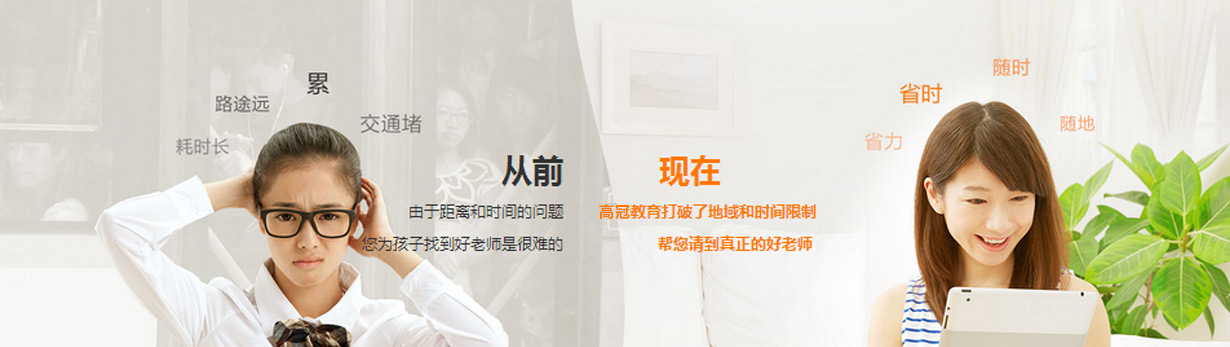 累
路途远
交通堵
耗时长
从前
由于距离和时间的问题
您为孩子找到好老师是很难的
随时
省时
随地
省力
现在
高冠教育打破了地域和时间限制
帮您请到真正的好老师